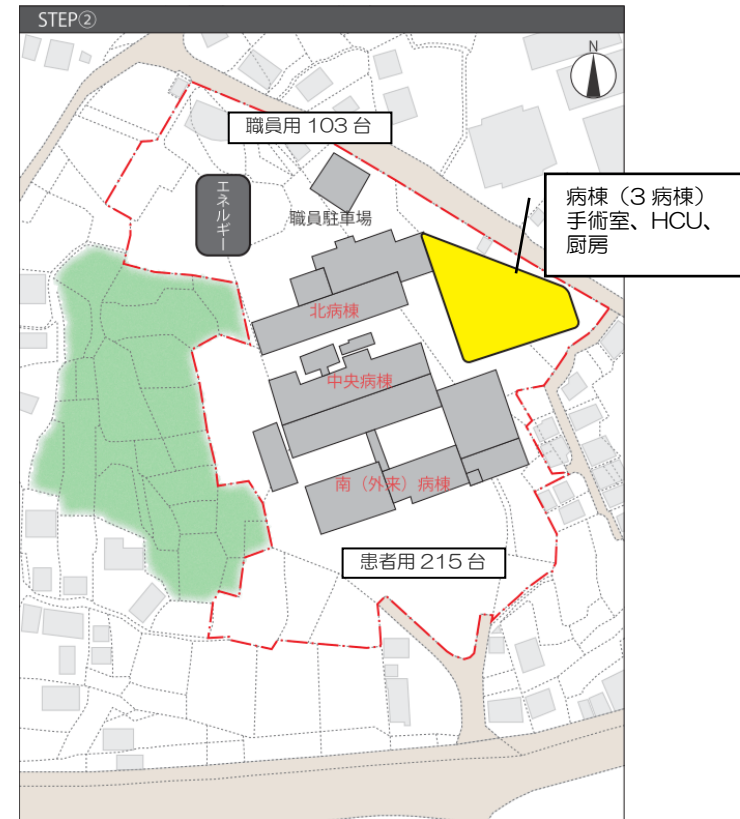 STEP②
N
職員用 103 台
エネルギー
職員駐車場
病棟（3 病棟）
手術室、HCU、
厨房
北病棟
中央病棟
南（外来）病棟
患者用 215 台